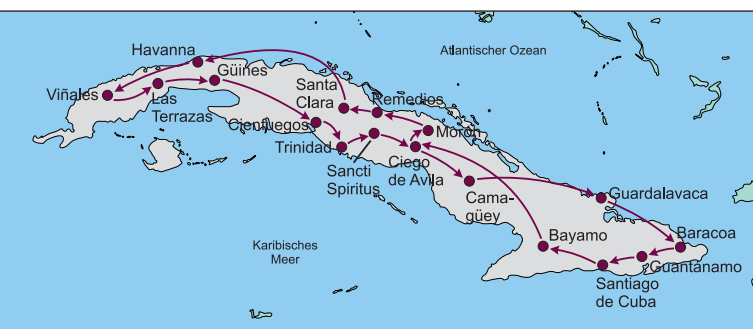 Atlantischer Ozean
Havanna
Güines
Viñales
Las
Terrazas
Santa
Clara
Remedios
Cienfuegos
Morón
Trinidad
Sancti
Spiritus
Ciego
de Avila
Cama-
güey
Guardalavaca
Baracoa
Bayamo
Guantánamo
Santiago
de Cuba
Karibisches
Meer